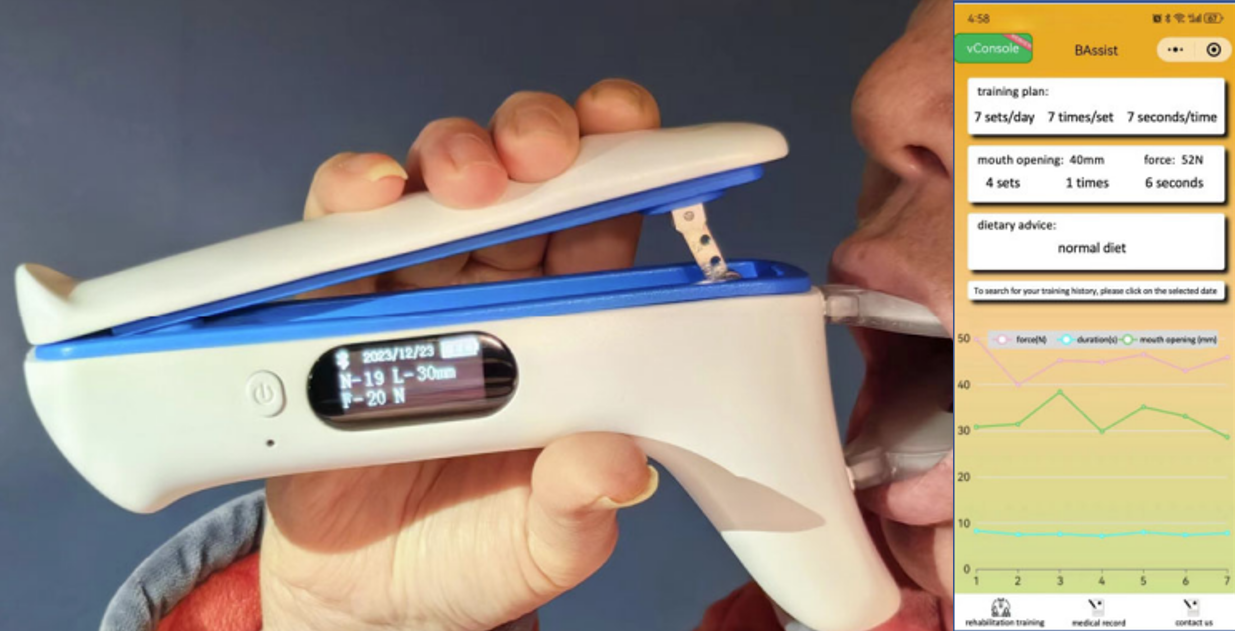 2023/12/23
N-19 L-30mm
F-20 N
4:58
67
vConsole
BAssist
training plan:
7 sets/day 7 times/set 7 seconds/time
mouth opening: 40mm force: 52N
4 sets 1 times 6 seconds
dietary advice:
normal diet
To search for your training history, please click on the selected date
force(N) duration(s) mouth opening (mm)
50
40
30
20
10
0
1 2 3 4 5 6 7
rehabilitation training medical record contact us